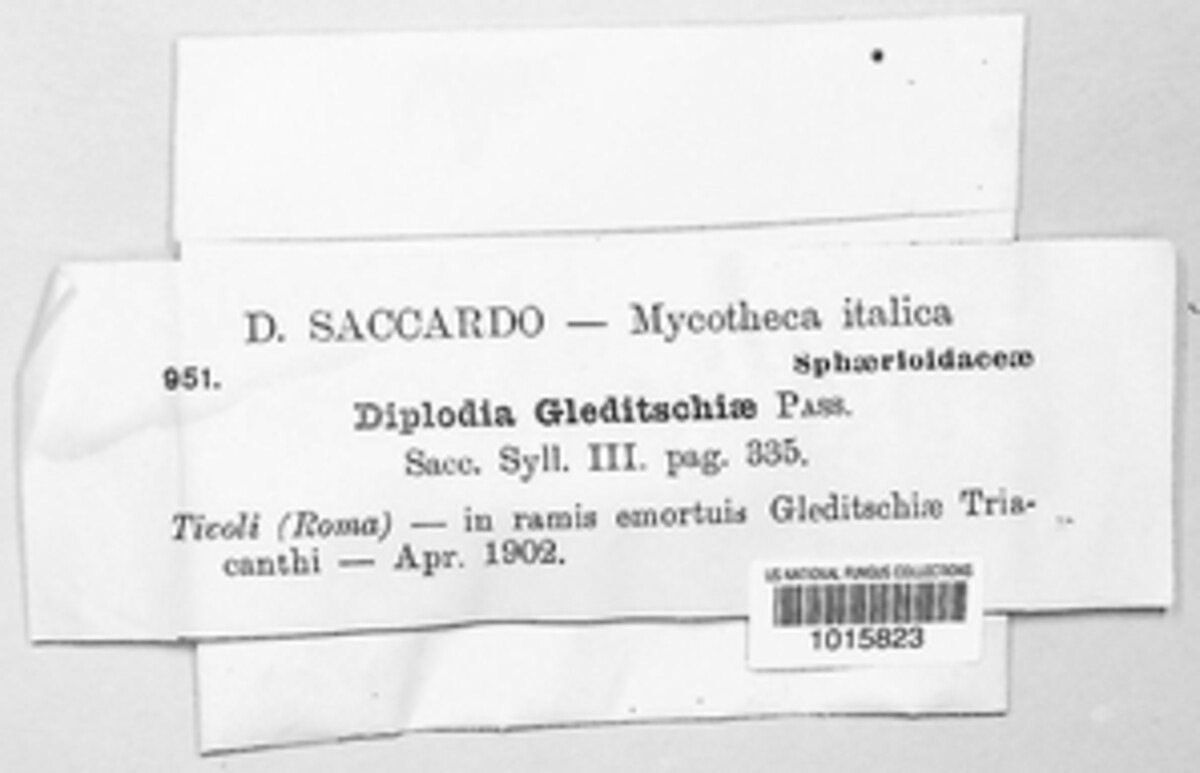 D. SACCARDO — Mycotheca italica
Sphærioidaceæ
951.
Diplodia Gleditschiæ PASS.
Sacc. Syll. III. pag. 335.
Ticoli (Roma) — in ramis emortuis Gleditschiæ Tria-
canthi — Apr. 1902.
US NATIONAL FUNGUS COLLECTIONS
1015823